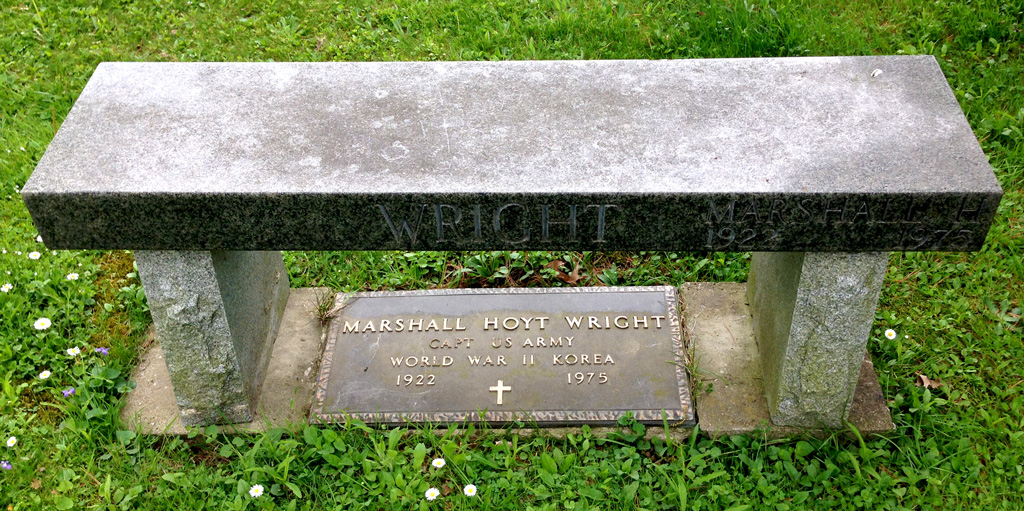 WRIGHT
MARSHALL H
1922 1975
MARSHALL HOYT WRIGHT
CAPT US ARMY
WORLD WAR II KOREA
1922 1975